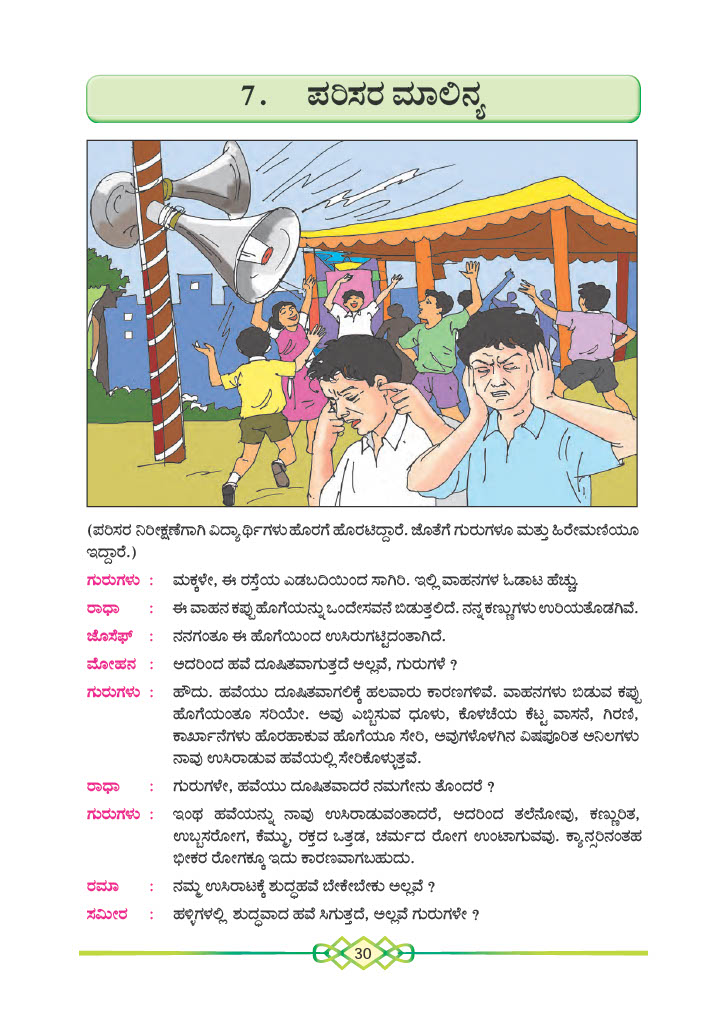 7. ಪರಿಸರ ಮಾಲಿನ್ಯ
(ಪರಿಸರ ನಿರೀಕ್ಷಣೆಗಾಗಿ ವಿದ್ಯಾರ್ಥಿಗಳು ಹೊರಗೆ ಹೊರಟಿದ್ದಾರೆ. ಜೊತೆಗೆ ಗುರುಗಳೂ ಮತ್ತು ಹಿರೇಮಣಿಯೂ
ಇದ್ದಾರೆ.)
ಗುರುಗಳು : ಮಕ್ಕಳೇ, ಈ ರಸ್ತೆಯ ಎಡಬದಿಯಿಂದ ಸಾಗಿರಿ. ಇಲ್ಲಿ ವಾಹನಗಳ ಓಡಾಟ ಹೆಚ್ಚು.
ರಾಧಾ : ಈ ವಾಹನ ಕಪ್ಪು ಹೊಗೆಯನ್ನು ಒಂದೇಸವನೆ ಬಿಡುತ್ತಲಿದೆ. ನನ್ನ ಕಣ್ಣುಗಳು ಉರಿಯತೊಡಗಿವೆ.
ಜೊಸೆಫ್ : ನನಗಂತೂ ಈ ಹೊಗೆಯಿಂದ ಉಸಿರುಗಟ್ಟಿದಂತಾಗಿದೆ.
ಮೋಹನ : ಅದರಿಂದ ಹವೆ ದೂಷಿತವಾಗುತ್ತದೆ ಅಲ್ಲವೆ, ಗುರುಗಳೆ ?
ಗುರುಗಳು : ಹೌದು. ಹವೆಯು ದೂಷಿತವಾಗಲಿಕ್ಕೆ ಹಲವಾರು ಕಾರಣಗಳಿವೆ. ವಾಹನಗಳು ಬಿಡುವ ಕಪ್ಪು
ಹೊಗೆಯಂತೂ ಸರಿಯೇ. ಅವು ಎಬ್ಬಿಸುವ ಧೂಳು, ಕೊಳಚೆಯ ಕೆಟ್ಟ ವಾಸನೆ, ಗಿರಣಿ,
ಕಾರ್ಖಾನೆಗಳು ಹೊರಹಾಕುವ ಹೊಗೆಯೂ ಸೇರಿ, ಅವುಗಳೊಳಗಿನ ವಿಷಪೂರಿತ ಅನಿಲಗಳು
ನಾವು ಉಸಿರಾಡುವ ಹವೆಯಲ್ಲಿ ಸೇರಿಕೊಳ್ಳುತ್ತವೆ.
ರಾಧಾ : ಗುರುಗಳೇ, ಹವೆಯು ದೂಷಿತವಾದರೆ ನಮಗೇನು ತೊಂದರೆ ?
ಗುರುಗಳು : ಇಂಥ ಹವೆಯನ್ನು ನಾವು ಉಸಿರಾಡುವಂತಾದರೆ, ಅದರಿಂದ ತಲೆನೋವು, ಕಣ್ಣುರಿತ,
ಉಬ್ಬಸರೋಗ, ಕೆಮ್ಮು, ರಕ್ತದ ಒತ್ತಡ, ಚರ್ಮದ ರೋಗ ಉಂಟಾಗುವವು. ಕ್ಯಾನ್ಸರಿನಂತಹ
ಭೀಕರ ರೋಗಕ್ಕೂ ಇದು ಕಾರಣವಾಗಬಹುದು.
ರಮಾ : ನಮ್ಮ ಉಸಿರಾಟಕ್ಕೆ ಶುದ್ಧಹವೆ ಬೇಕೇಬೇಕು ಅಲ್ಲವೆ ?
ಸಮೀರ : ಹಳ್ಳಿಗಳಲ್ಲಿ ಶುದ್ಧವಾದ ಹವೆ ಸಿಗುತ್ತದೆ, ಅಲ್ಲವೆ ಗುರುಗಳೇ ?
30